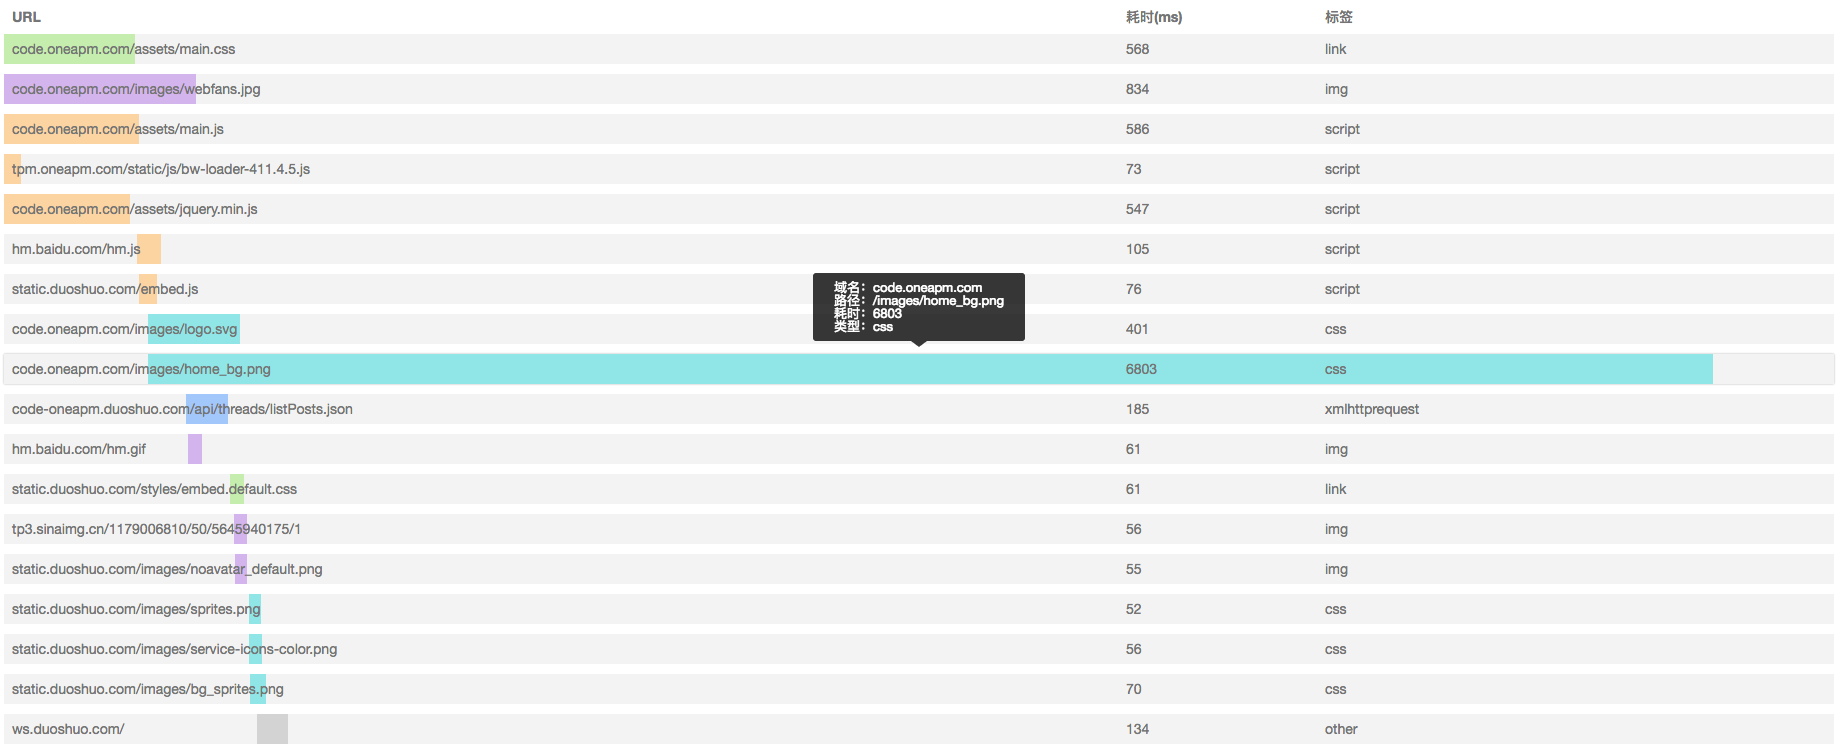 URL 耗时(ms) 标签
code.oneapm.com/assets/main.css 568 link
code.oneapm.com/images/webfans.jpg 834 img
code.oneapm.com/assets/main.js 586 script
tpm.oneapm.com/static/js/bw-loader-411.4.5.js 73 script
code.oneapm.com/assets/jquery.min.js 547 script
hm.baidu.com/hm.js 105 script
static.duoshuo.com/embed.js 76 script
域名：code.oneapm.com
路径：/images/home_bg.png
耗时：6803
类型：css
code.oneapm.com/images/logo.svg 401 css
code.oneapm.com/images/home_bg.png 6803 css
code-oneapm.duoshuo.com/api/threads/listPosts.json 185 xmlhttprequest
hm.baidu.com/hm.gif 61 img
static.duoshuo.com/styles/embed.default.css 61 link
tp3.sinaimg.cn/1179006810/50/5645940175/1 56 img
static.duoshuo.com/images/noavatar_default.png 55 img
static.duoshuo.com/images/sprites.png 52 css
static.duoshuo.com/images/service-icons-color.png 56 css
static.duoshuo.com/images/bg_sprites.png 70 css
ws.duoshuo.com/ 134 other